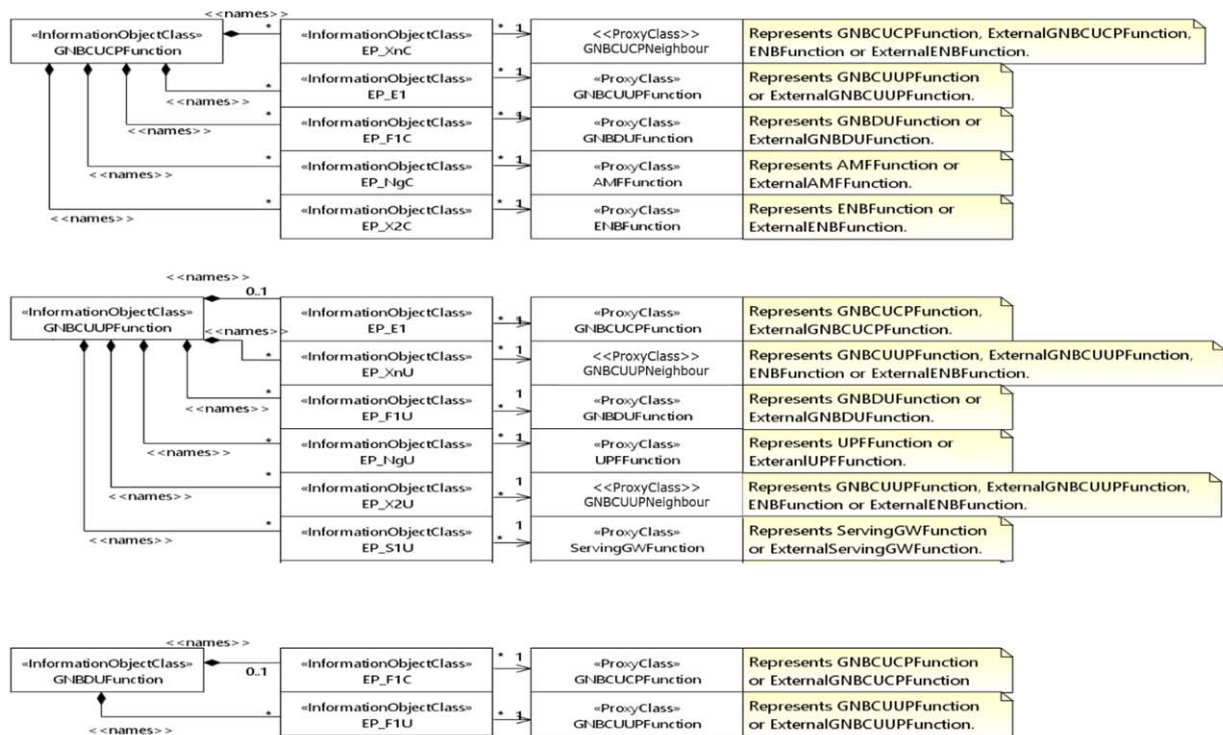 <<names>>
«InformationObjectClass»
GNBCUCPFunction
*
«InformationObjectClass»
EP_XnC
* 1
<<ProxyClass>>
GNBCUCPNeighbour
Represents GNBCUCPFunction, ExternalGNBCUCPFunction,
ENBFunction or ExternalENBFunction.
<<names>>
*
«InformationObjectClass»
EP_E1
* 1
«ProxyClass»
GNBCUUPFunction
Represents GNBCUUPFunction
or ExternalGNBCUUPFunction.
<<names>>
*
«InformationObjectClass»
EP_F1C
* 1
«ProxyClass»
GNBDUFunction
Represents GNBDUFunction or
ExternalGNBDUFunction.
<<names>>
*
«InformationObjectClass»
EP_NgC
* 1
«ProxyClass»
AMFFunction
Represents AMFFunction or
ExternalAMFFunction.
<<names>>
*
«InformationObjectClass»
EP_X2C
* 1
«ProxyClass»
ENBFunction
Represents ENBFunction or
ExternalENBFunction.
<<names>>
0..1
«InformationObjectClass»
GNBCUUPFunction
«InformationObjectClass»
EP_E1
* 1
«ProxyClass»
GNBCUCPFunction
Represents GNBCUCPFunction,
ExternalGNBCUCPFunction.
<<names>>
*
«InformationObjectClass»
EP_XnU
* 1
<<ProxyClass>>
GNBCUUPNeighbour
Represents GNBCUUPFunction, ExternalGNBCUUPFunction,
ENBFunction or ExternalENBFunction.
<<names>>
*
«InformationObjectClass»
EP_F1U
* 1
«ProxyClass»
GNBDUFunction
Represents GNBDUFunction or
ExternalGNBDUFunction.
<<names>>
*
«InformationObjectClass»
EP_NgU
* 1
«ProxyClass»
UPFFunction
Represents UPFFunction or
ExteranlUPFFunction.
<<names>>
*
«InformationObjectClass»
EP_X2U
* 1
<<ProxyClass>>
GNBCUUPNeighbour
Represents GNBCUUPFunction, ExternalGNBCUUPFunction,
ENBFunction or ExternalENBFunction.
<<names>>
*
«InformationObjectClass»
EP_S1U
* 1
«ProxyClass»
ServingGWFunction
Represents ServingGWFunction
or ExternalServingGWFunction.
<<names>>
0..1
«InformationObjectClass»
GNBDUFunction
«InformationObjectClass»
EP_F1C
* 1
«ProxyClass»
GNBCUCPFunction
Represents GNBCUCPFunction
or ExternalGNBCUCPFunction
<<names>>
*
«InformationObjectClass»
EP_F1U
* 1
«ProxyClass»
GNBCUUPFunction
Represents GNBCUUPFunction
or ExternalGNBCUUPFunction.